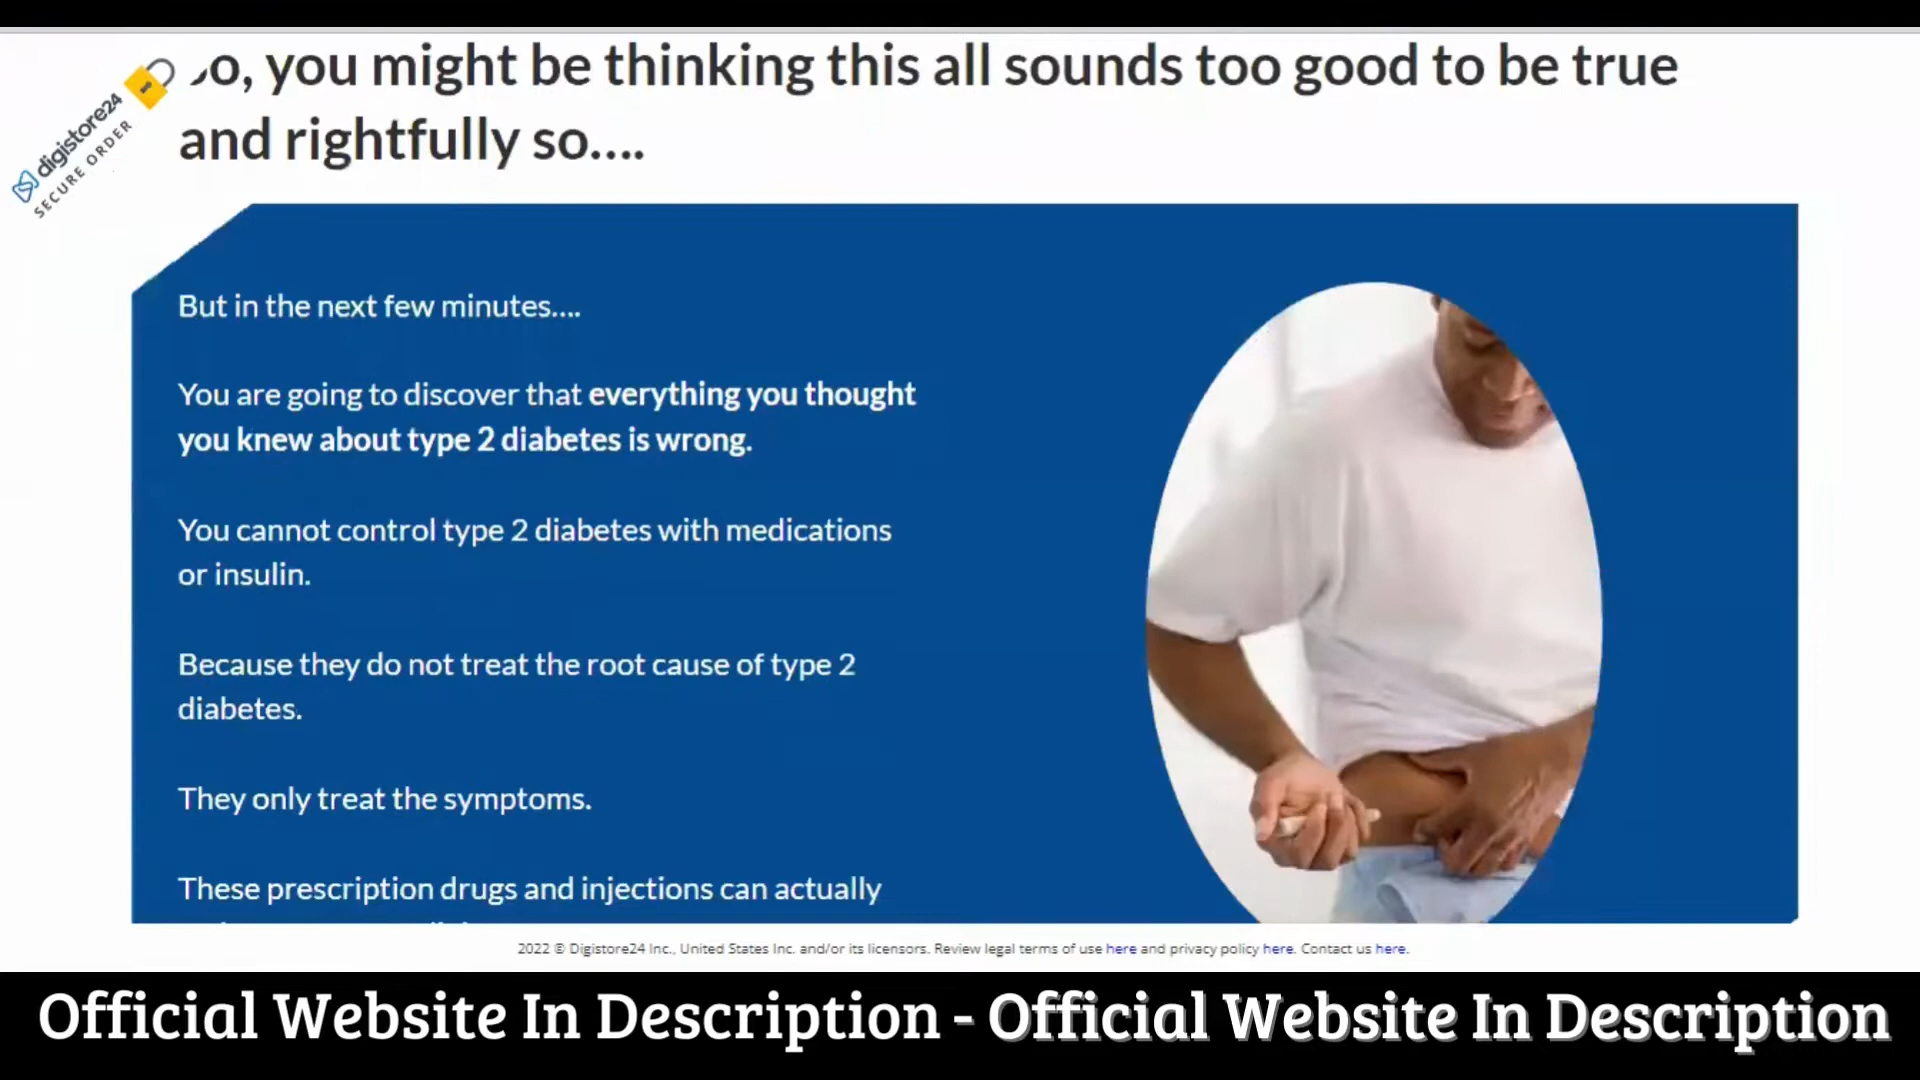 So, you might be thinking this all sounds too good to be true
and rightfully so....
digistore24
SECURE ORDER
But in the next few minutes....
You are going to discover that everything you thought
you knew about type 2 diabetes is wrong.
You cannot control type 2 diabetes with medications
or insulin.
Because they do not treat the root cause of type 2
diabetes.
They only treat the symptoms.
These prescription drugs and injections can actually
2022 © Digistore24 Inc., United States Inc. and/or its licensors. Review legal terms of use here and privacy policy here. Contact us here.
Official Website In Description - Official Website In Description